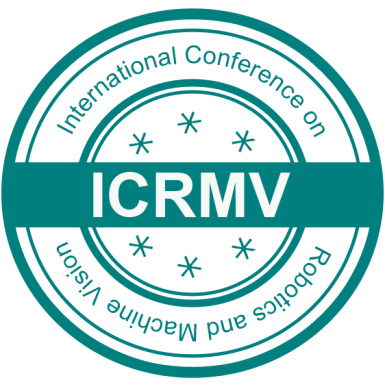 International Conference on
ICRMV
Robotics and Machine Vision